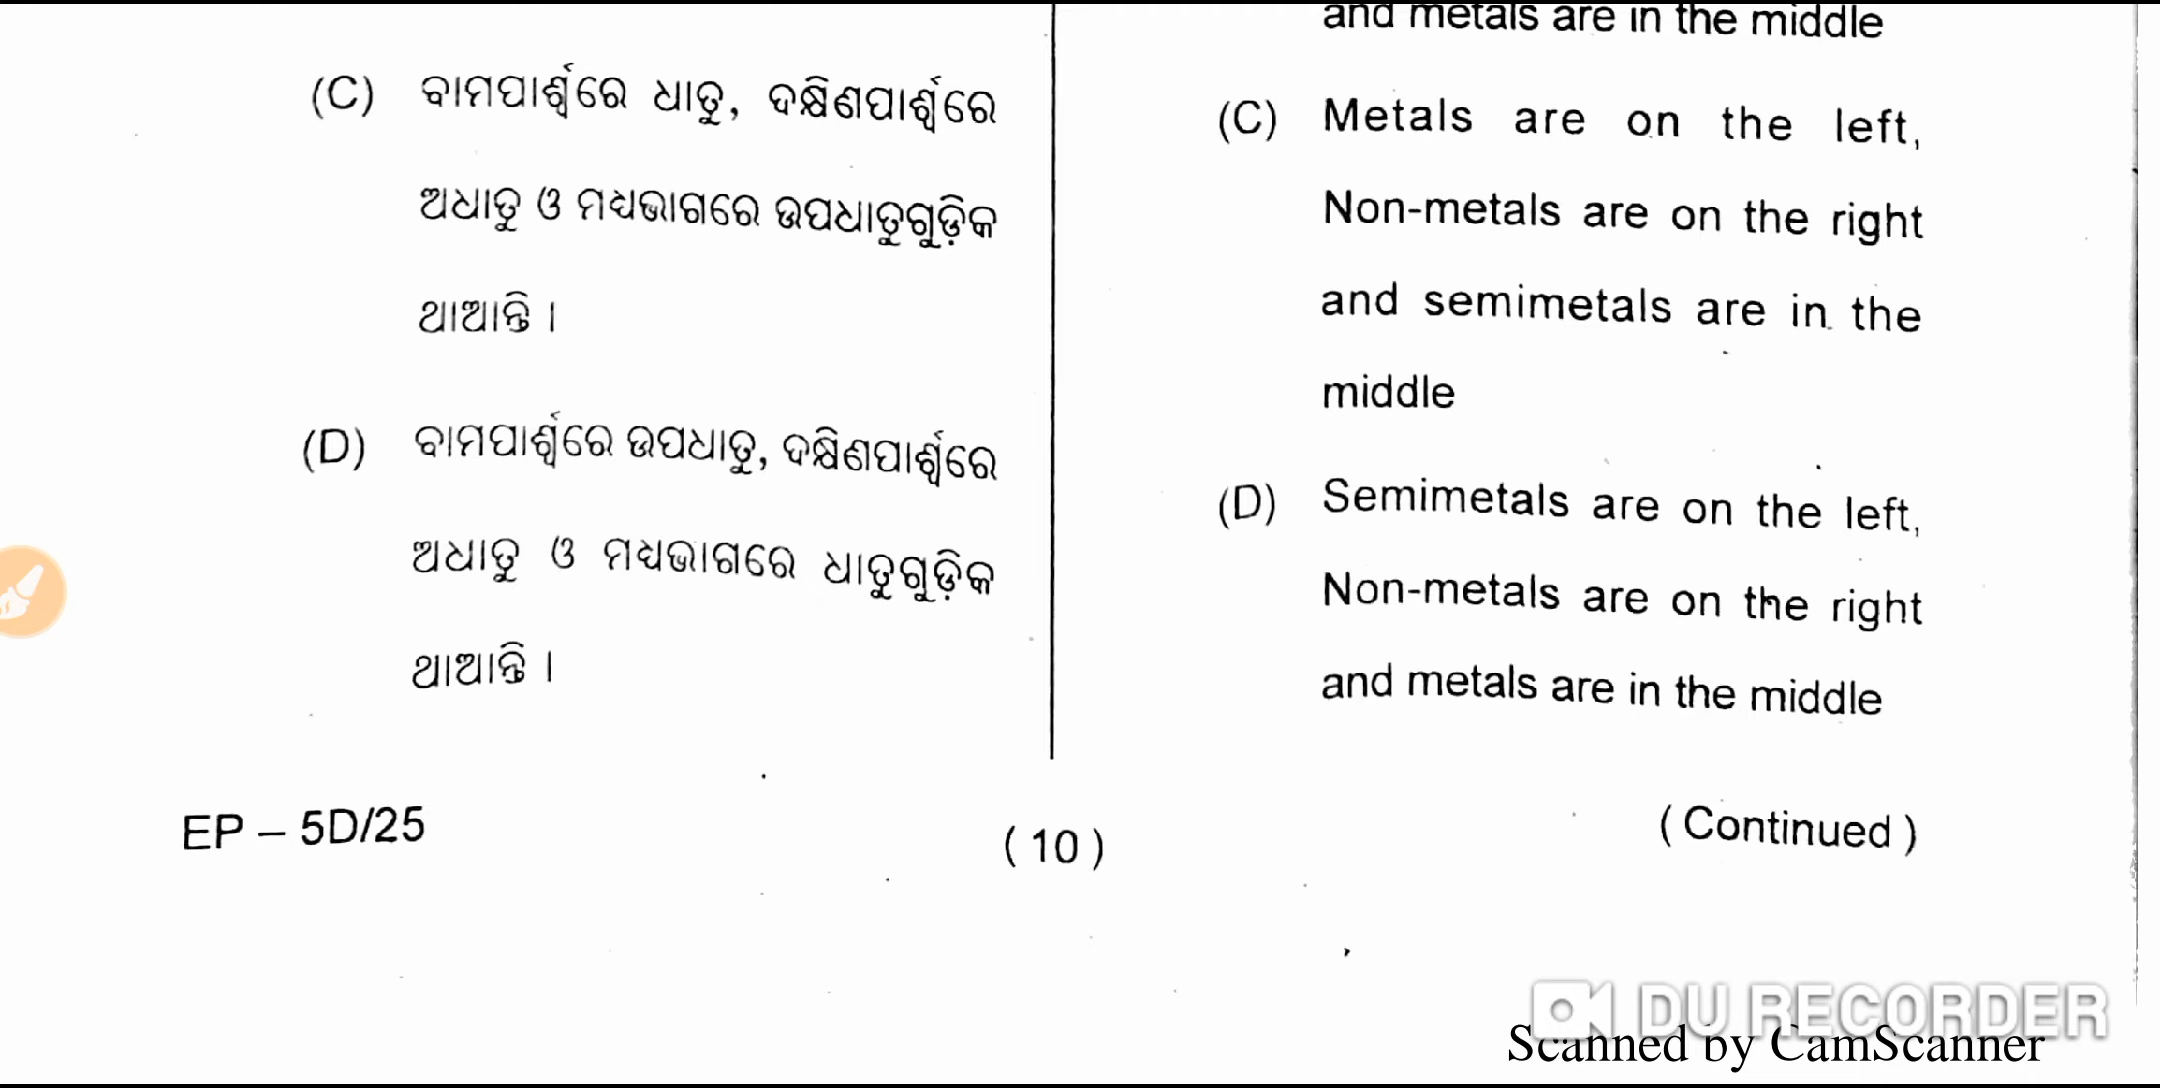 (C) ବାମପାର୍ଶ୍ୱରେ ଧାତୁ, ଦକ୍ଷିଣପାର୍ଶ୍ୱରେ
ଅଧାତୁ ଓ ମଧ୍ୟଭାଗରେ ଉପଧାତୁଗୁଡ଼ିକ
ଥାଆନ୍ତି ।
(D) ବାମପାର୍ଶ୍ୱରେ ଉପଧାତୁ, ଦକ୍ଷିଣପାର୍ଶ୍ୱରେ
ଅଧାତୁ ଓ ମଧ୍ୟଭାଗରେ ଧାତୁଗୁଡ଼ିକ
ଥାଆନ୍ତି ।
and metals are in the middle
(C) Metals are on the left,
Non-metals are on the right
and semimetals are in the
middle
(D) Semimetals are on the left,
Non-metals are on the right
and metals are in the middle
EP – 5D/25
( 10 )
( Continued )
DU RECORDER
Scanned by CamScanner